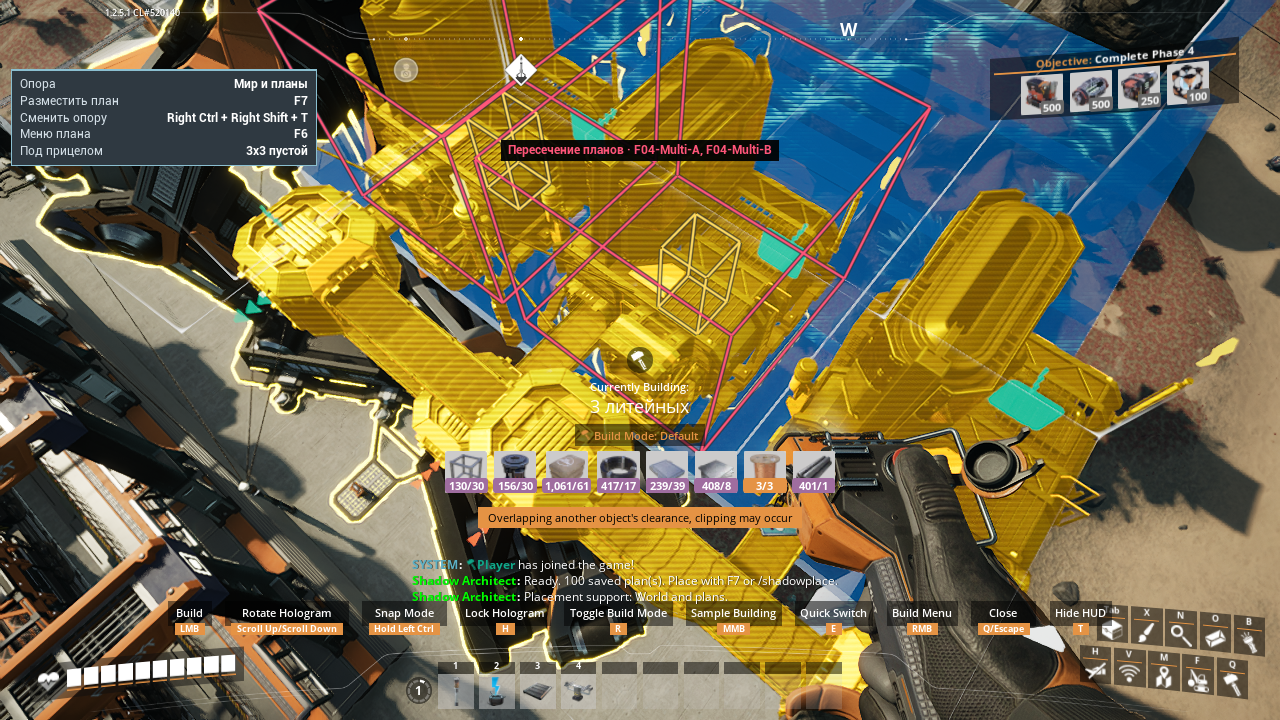 1.2.5.1 CL#520140
W
Опора Мир и планы
Разместить план F7
Сменить опору Right Ctrl + Right Shift + T
Меню плана F6
Под прицелом 3x3 пустой
Objective: Complete Phase 4
500 500 250 100
Пересечение планов · F04-Multi-A, F04-Multi-B
Currently Building:
3 литейных
Build Mode: Default
130/30 156/30 1,061/61 417/17 239/39 408/8 3/3 401/1
Overlapping another object's clearance, clipping may occur
SYSTEM: Player has joined the game!
Shadow Architect: Ready. 100 saved plan(s). Place with F7 or /shadowplace.
Shadow Architect: Placement support: World and plans.
Build Rotate Hologram Snap Mode Lock Hologram Toggle Build Mode Sample Building Quick Switch Build Menu Close Hide HUD
LMB Scroll Up/Scroll Down Hold Left Ctrl H R MMB E RMB Q/Escape T
X N O B
H V M F Q
1 2 3 4
1